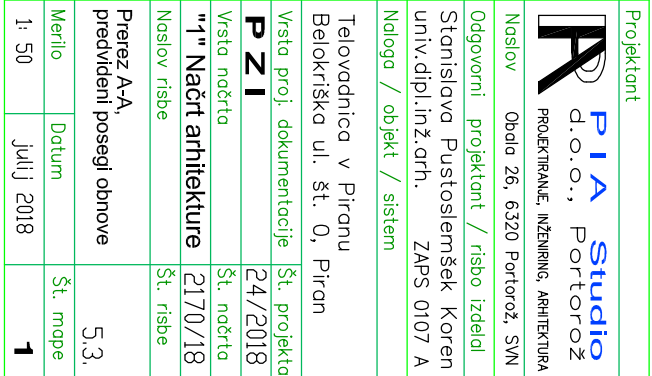 Projektant
PIA Studio
d.o.o., Portorož
PROJEKTIRANJE, INŽENIRING, ARHITEKTURA
Naslov Obala 26, 6320 Portorož, SVN
Odgovorni projektant / risbo izdelal
Stanislava Pustoslemšek Koren
univ.dipl.inž.arh. ZAPS 0107 A
Naloga / objekt / sistem
Telovadnica v Piranu
Belokriška ul. št. 0, Piran
Vrsta proj. dokumentacije Št. projekta
PZI 24/2018
Vrsta načrta Št. načrta
"1" Načrt arhitekture 2170/18
Naslov risbe Št. risbe
Prerez A-A,
predvideni posegi obnove 5.3.
Merilo Datum Št. mape
1: 50 julij 2018 1